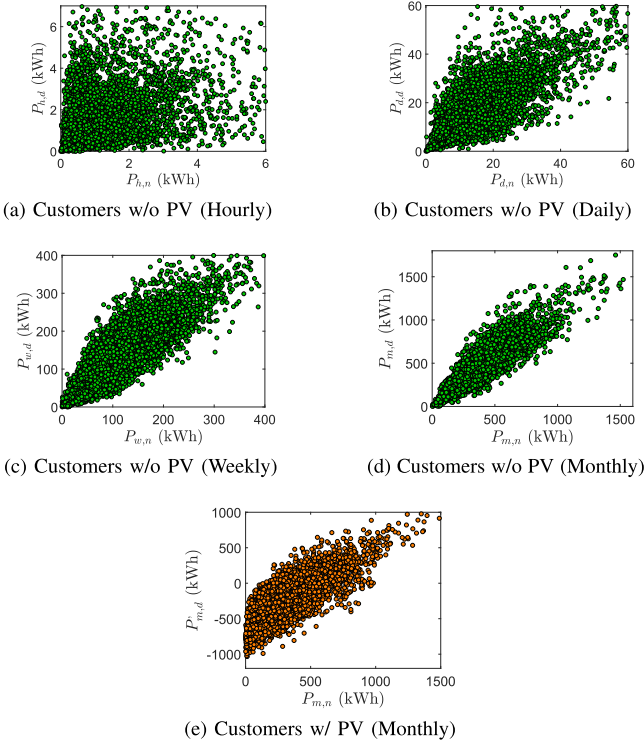 6
4
2
0
P_{h,d} (kWh)
0 2 4 6
P_{h,n} (kWh)
(a) Customers w/o PV (Hourly)
60
40
20
0
P_{d,d} (kWh)
0 20 40 60
P_{d,n} (kWh)
(b) Customers w/o PV (Daily)
400
300
200
100
0
P_{w,d} (kWh)
0 100 200 300 400
P_{w,n} (kWh)
(c) Customers w/o PV (Weekly)
1500
1000
500
0
P_{m,d} (kWh)
0 500 1000 1500
P_{m,n} (kWh)
(d) Customers w/o PV (Monthly)
1000
500
0
-500
-1000
P'_{m,d} (kWh)
0 500 1000 1500
P_{m,n} (kWh)
(e) Customers w/ PV (Monthly)